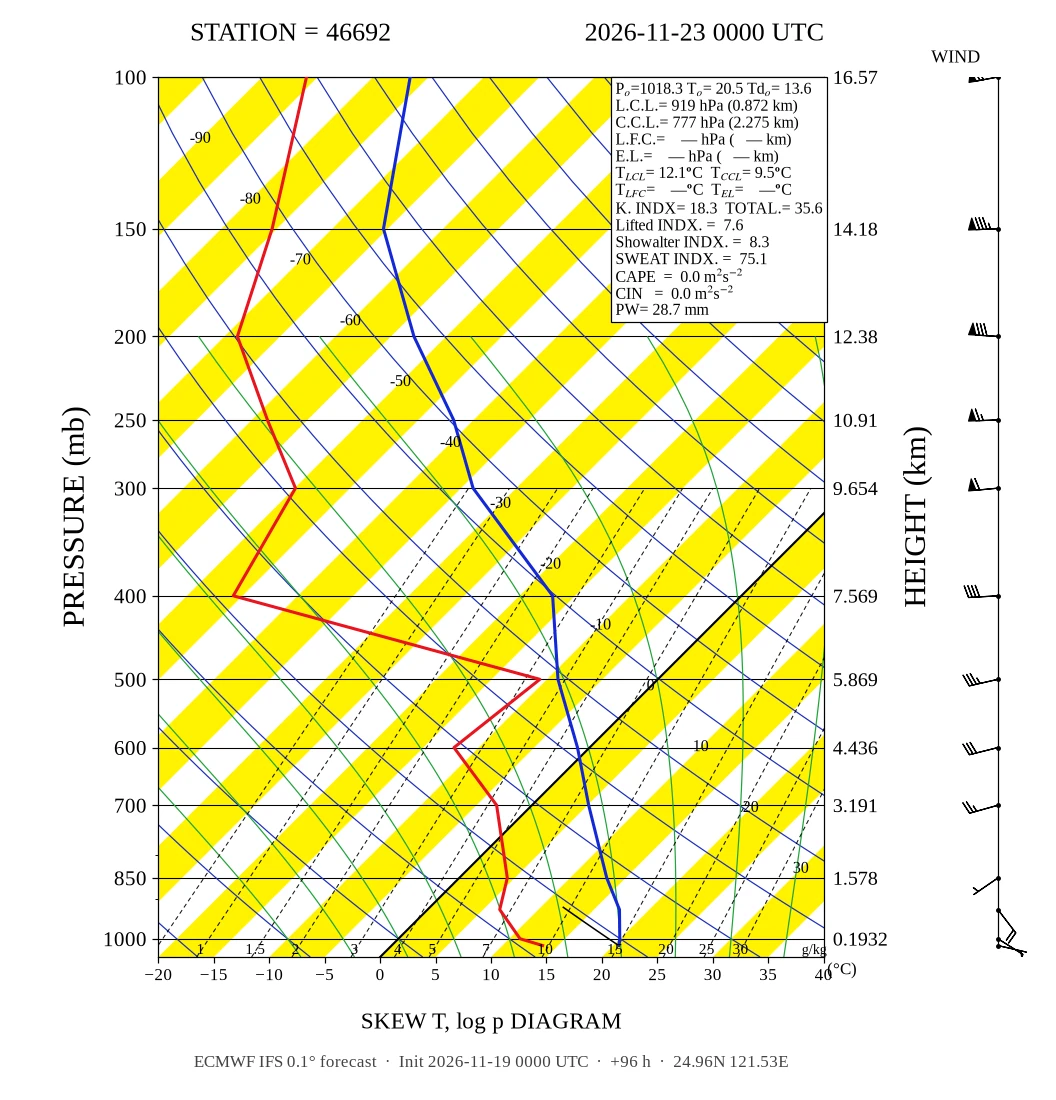 STATION = 46692
2026-11-23 0000 UTC
WIND
100
150
200
250
300
400
500
600
700
850
1000
PRESSURE (mb)
-90
-80
-70
-60
-50
-40
-30
-20
-10
0
10
20
30
Pₒ=1018.3 Tₒ= 20.5 Tdₒ= 13.6
L.C.L.= 919 hPa (0.872 km)
C.C.L.= 777 hPa (2.275 km)
L.F.C.= — hPa ( — km)
E.L.= — hPa ( — km)
T_LCL= 12.1°C T_CCL= 9.5°C
T_LFC= —°C T_EL= —°C
K. INDX= 18.3 TOTAL.= 35.6
Lifted INDX. = 7.6
Showalter INDX. = 8.3
SWEAT INDX. = 75.1
CAPE = 0.0 m²s⁻²
CIN = 0.0 m²s⁻²
PW= 28.7 mm
16.57
14.18
12.38
10.91
9.654
7.569
5.869
4.436
3.191
1.578
0.1932
HEIGHT (km)
1 1.5 2 3 4 5 7 10 15 20 25 30 g/kg
−20 −15 −10 −5 0 5 10 15 20 25 30 35 40 (°C)
SKEW T, log p DIAGRAM
ECMWF IFS 0.1° forecast · Init 2026-11-19 0000 UTC · +96 h · 24.96N 121.53E